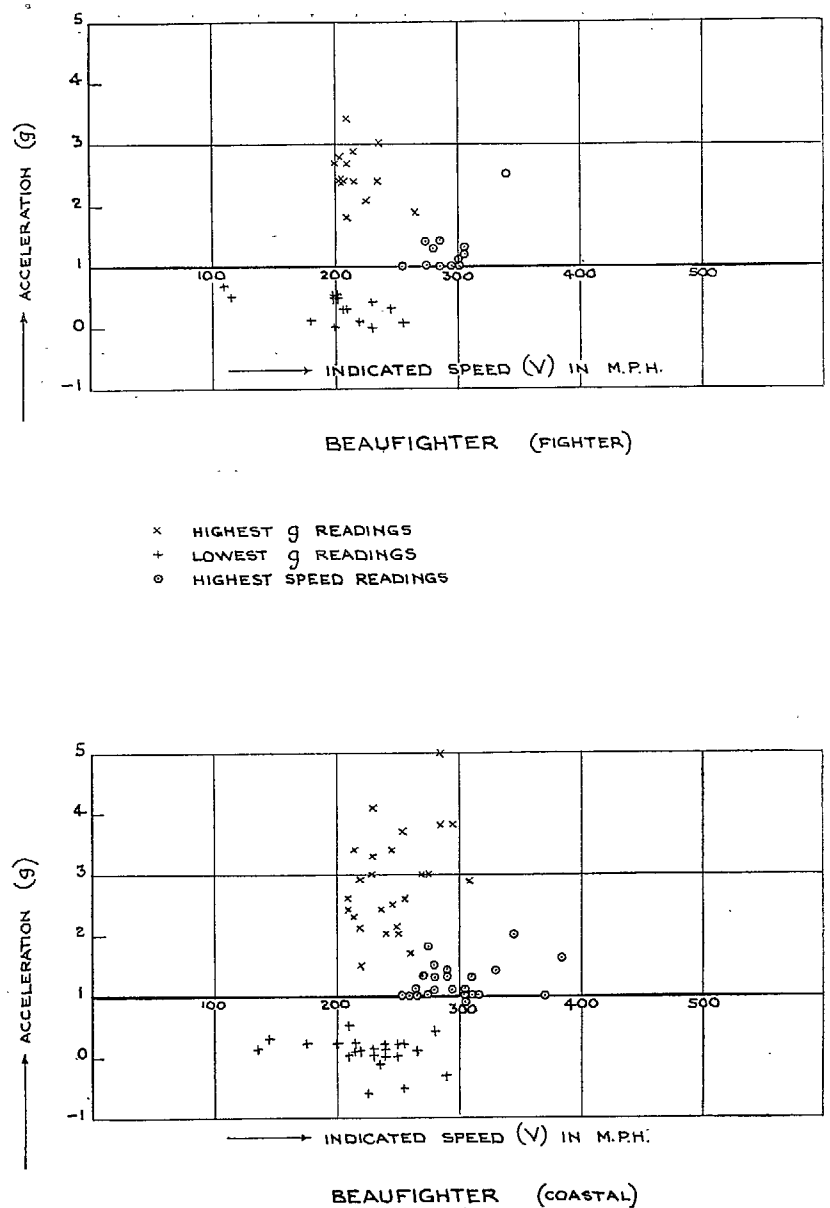 5
4
3
2
1
0
-1
ACCELERATION (g)
100 200 300 400 500
INDICATED SPEED (V) IN M.P.H.
BEAUFIGHTER (FIGHTER)
× HIGHEST g READINGS
+ LOWEST g READINGS
⊙ HIGHEST SPEED READINGS
5
4
3
2
1
0
-1
ACCELERATION (g)
100 200 300 400 500
INDICATED SPEED (V) IN M.P.H.
BEAUFIGHTER (COASTAL)